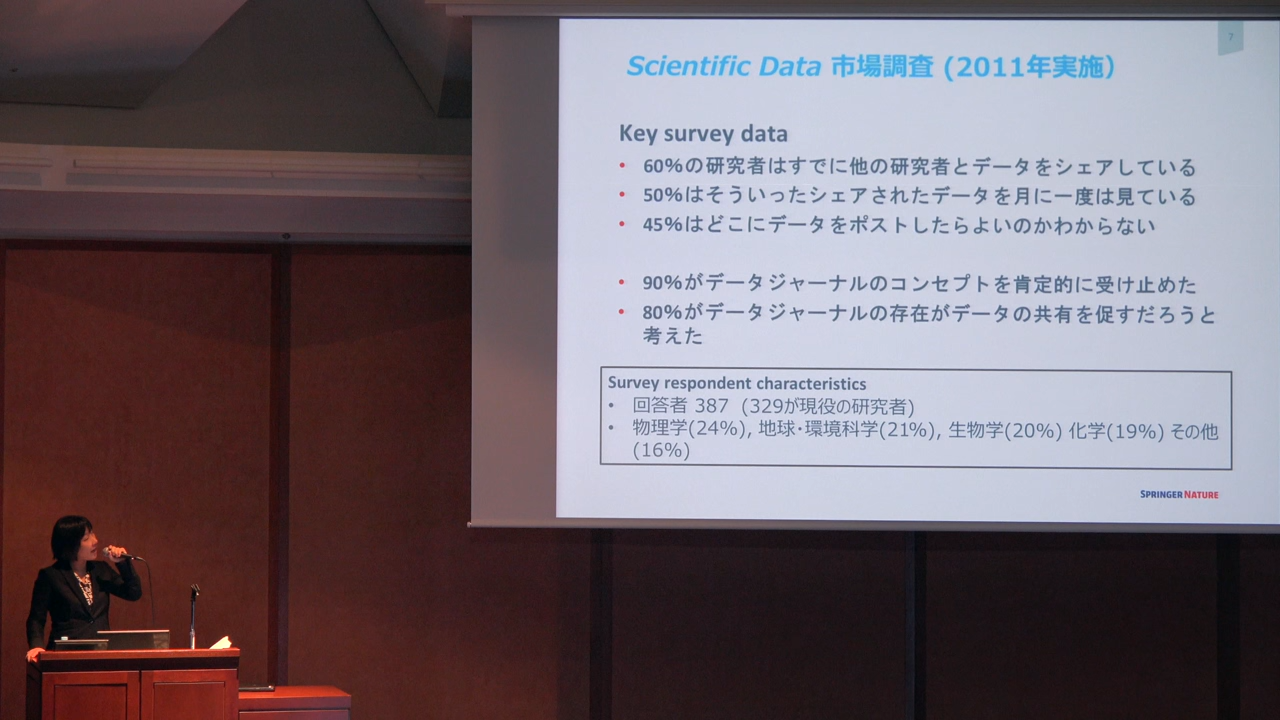 7
Scientific Data 市場調査 (2011年実施）
Key survey data
• 60%の研究者はすでに他の研究者とデータをシェアしている
• 50%はそういったシェアされたデータを月に一度は見ている
• 45%はどこにデータをポストしたらよいのかわからない
• 90%がデータジャーナルのコンセプトを肯定的に受け止めた
• 80%がデータジャーナルの存在がデータの共有を促すだろうと
考えた
Survey respondent characteristics
• 回答者 387 (329が現役の研究者)
• 物理学(24%), 地球・環境科学(21%), 生物学(20%) 化学(19%) その他
(16%)
SPRINGER NATURE